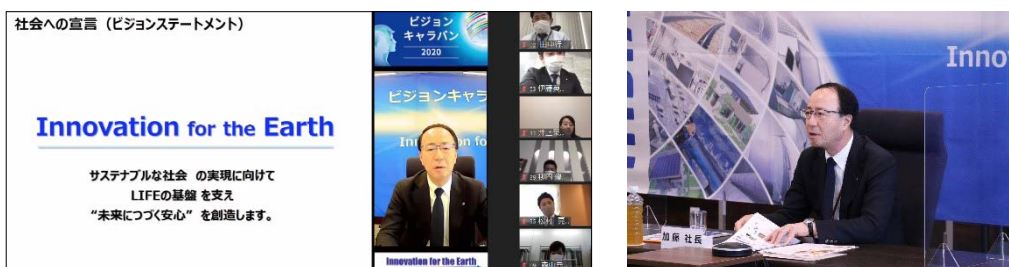 社会への宣言（ビジョンステートメント）
Innovation for the Earth
サステナブルな社会 の実現に向けて
LIFEの基盤 を支え
“未来につづく安心” を創造します。
ビジョン
キャラバン
2020
ビジョンキャラ
Innovation for the Earth
Inno
加藤 社長